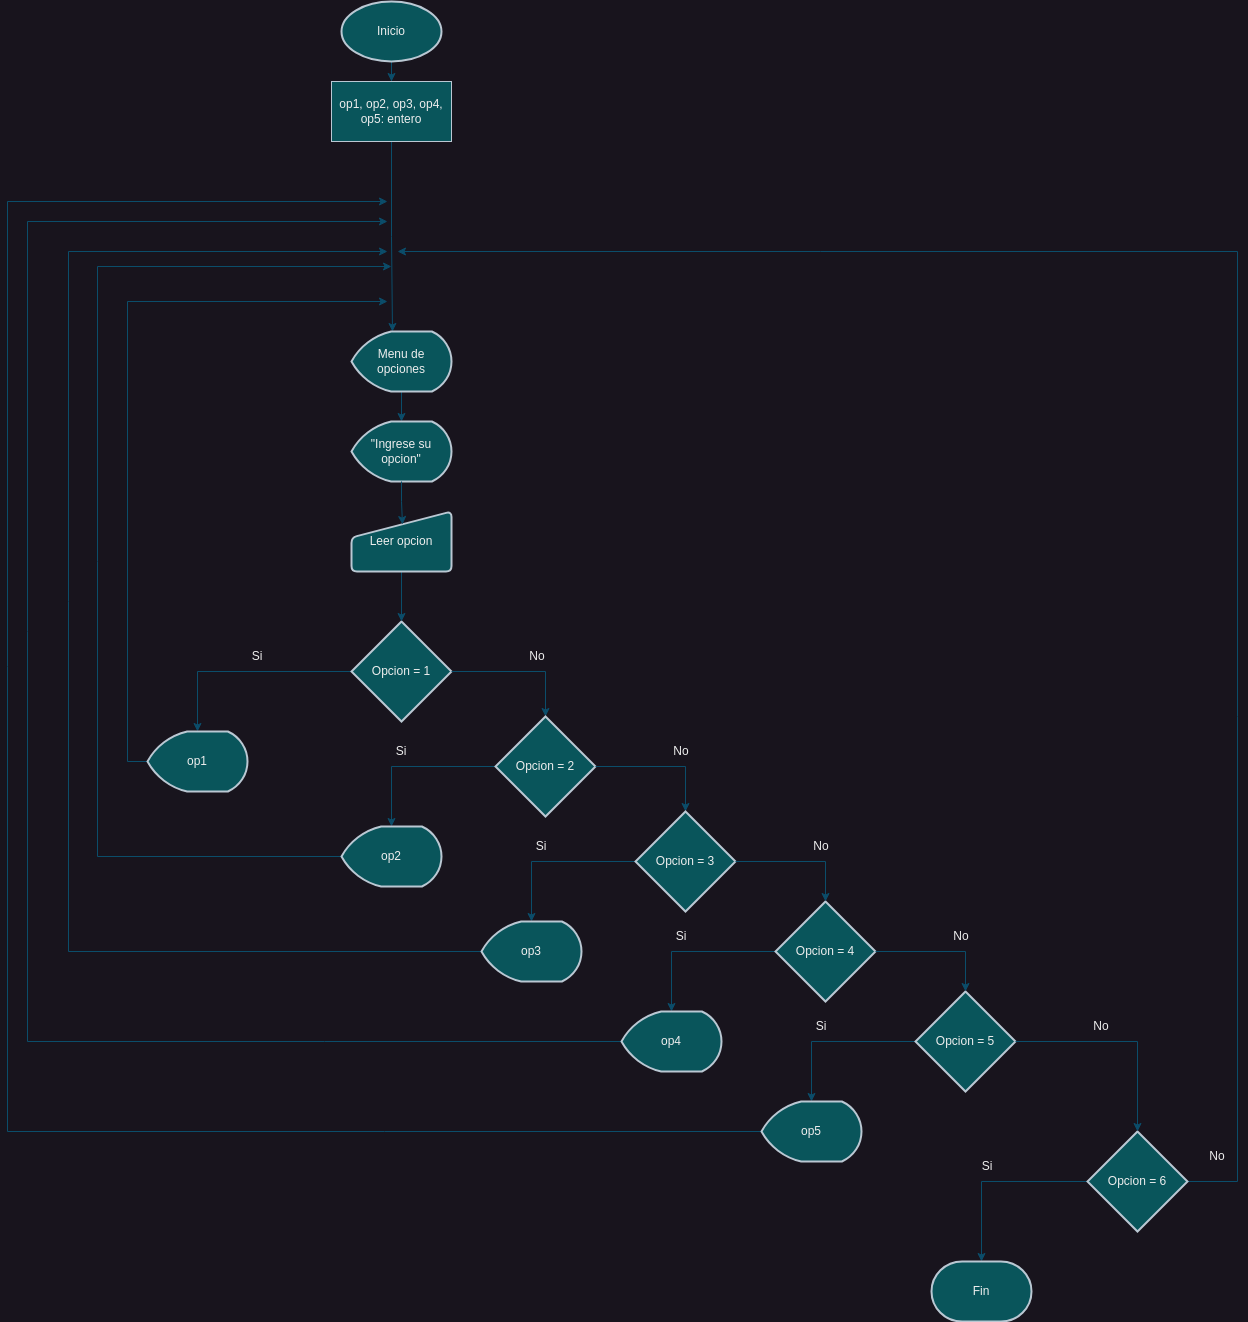 Inicio
op1, op2, op3, op4,
op5: entero
Menu de
opciones
"Ingrese su
opcion"
Leer opcion
Si
No
Opcion = 1
op1
Si
No
Opcion = 2
op2
Si
No
Opcion = 3
op3
Si
No
Opcion = 4
op4
Si
No
Opcion = 5
op5
Si
No
Opcion = 6
Fin